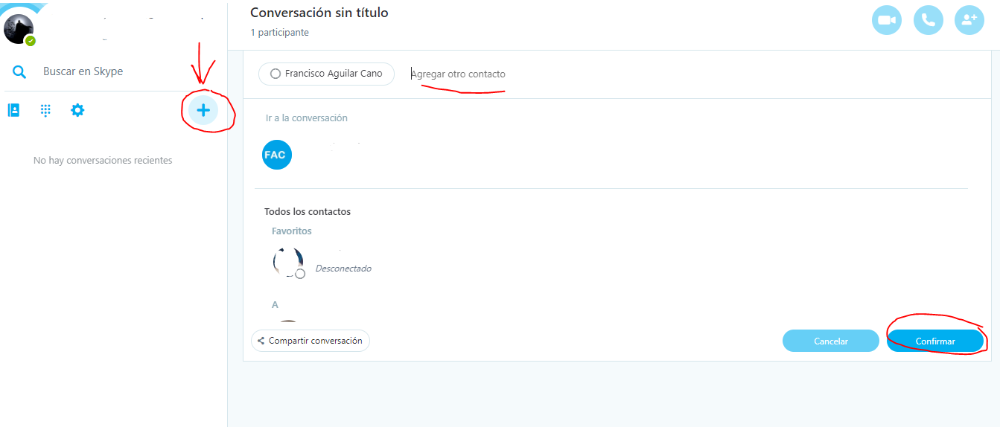 Conversación sin título
1 participante
Buscar en Skype
Francisco Aguilar Cano
Agregar otro contacto
No hay conversaciones recientes
Ir a la conversación
FAC
Todos los contactos
Favoritos
Desconectado
A
Compartir conversación
Cancelar
Confirmar